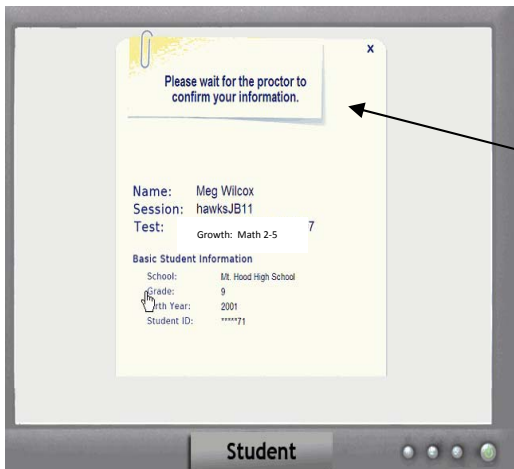 x
Please wait for the proctor to
confirm your information.
Name: Meg Wilcox
Session: hawksJB11
Test: Growth: Math 2-5 7
Basic Student Information
School: Mt. Hood High School
Grade: 9
rth Year: 2001
Student ID: *****71
Student